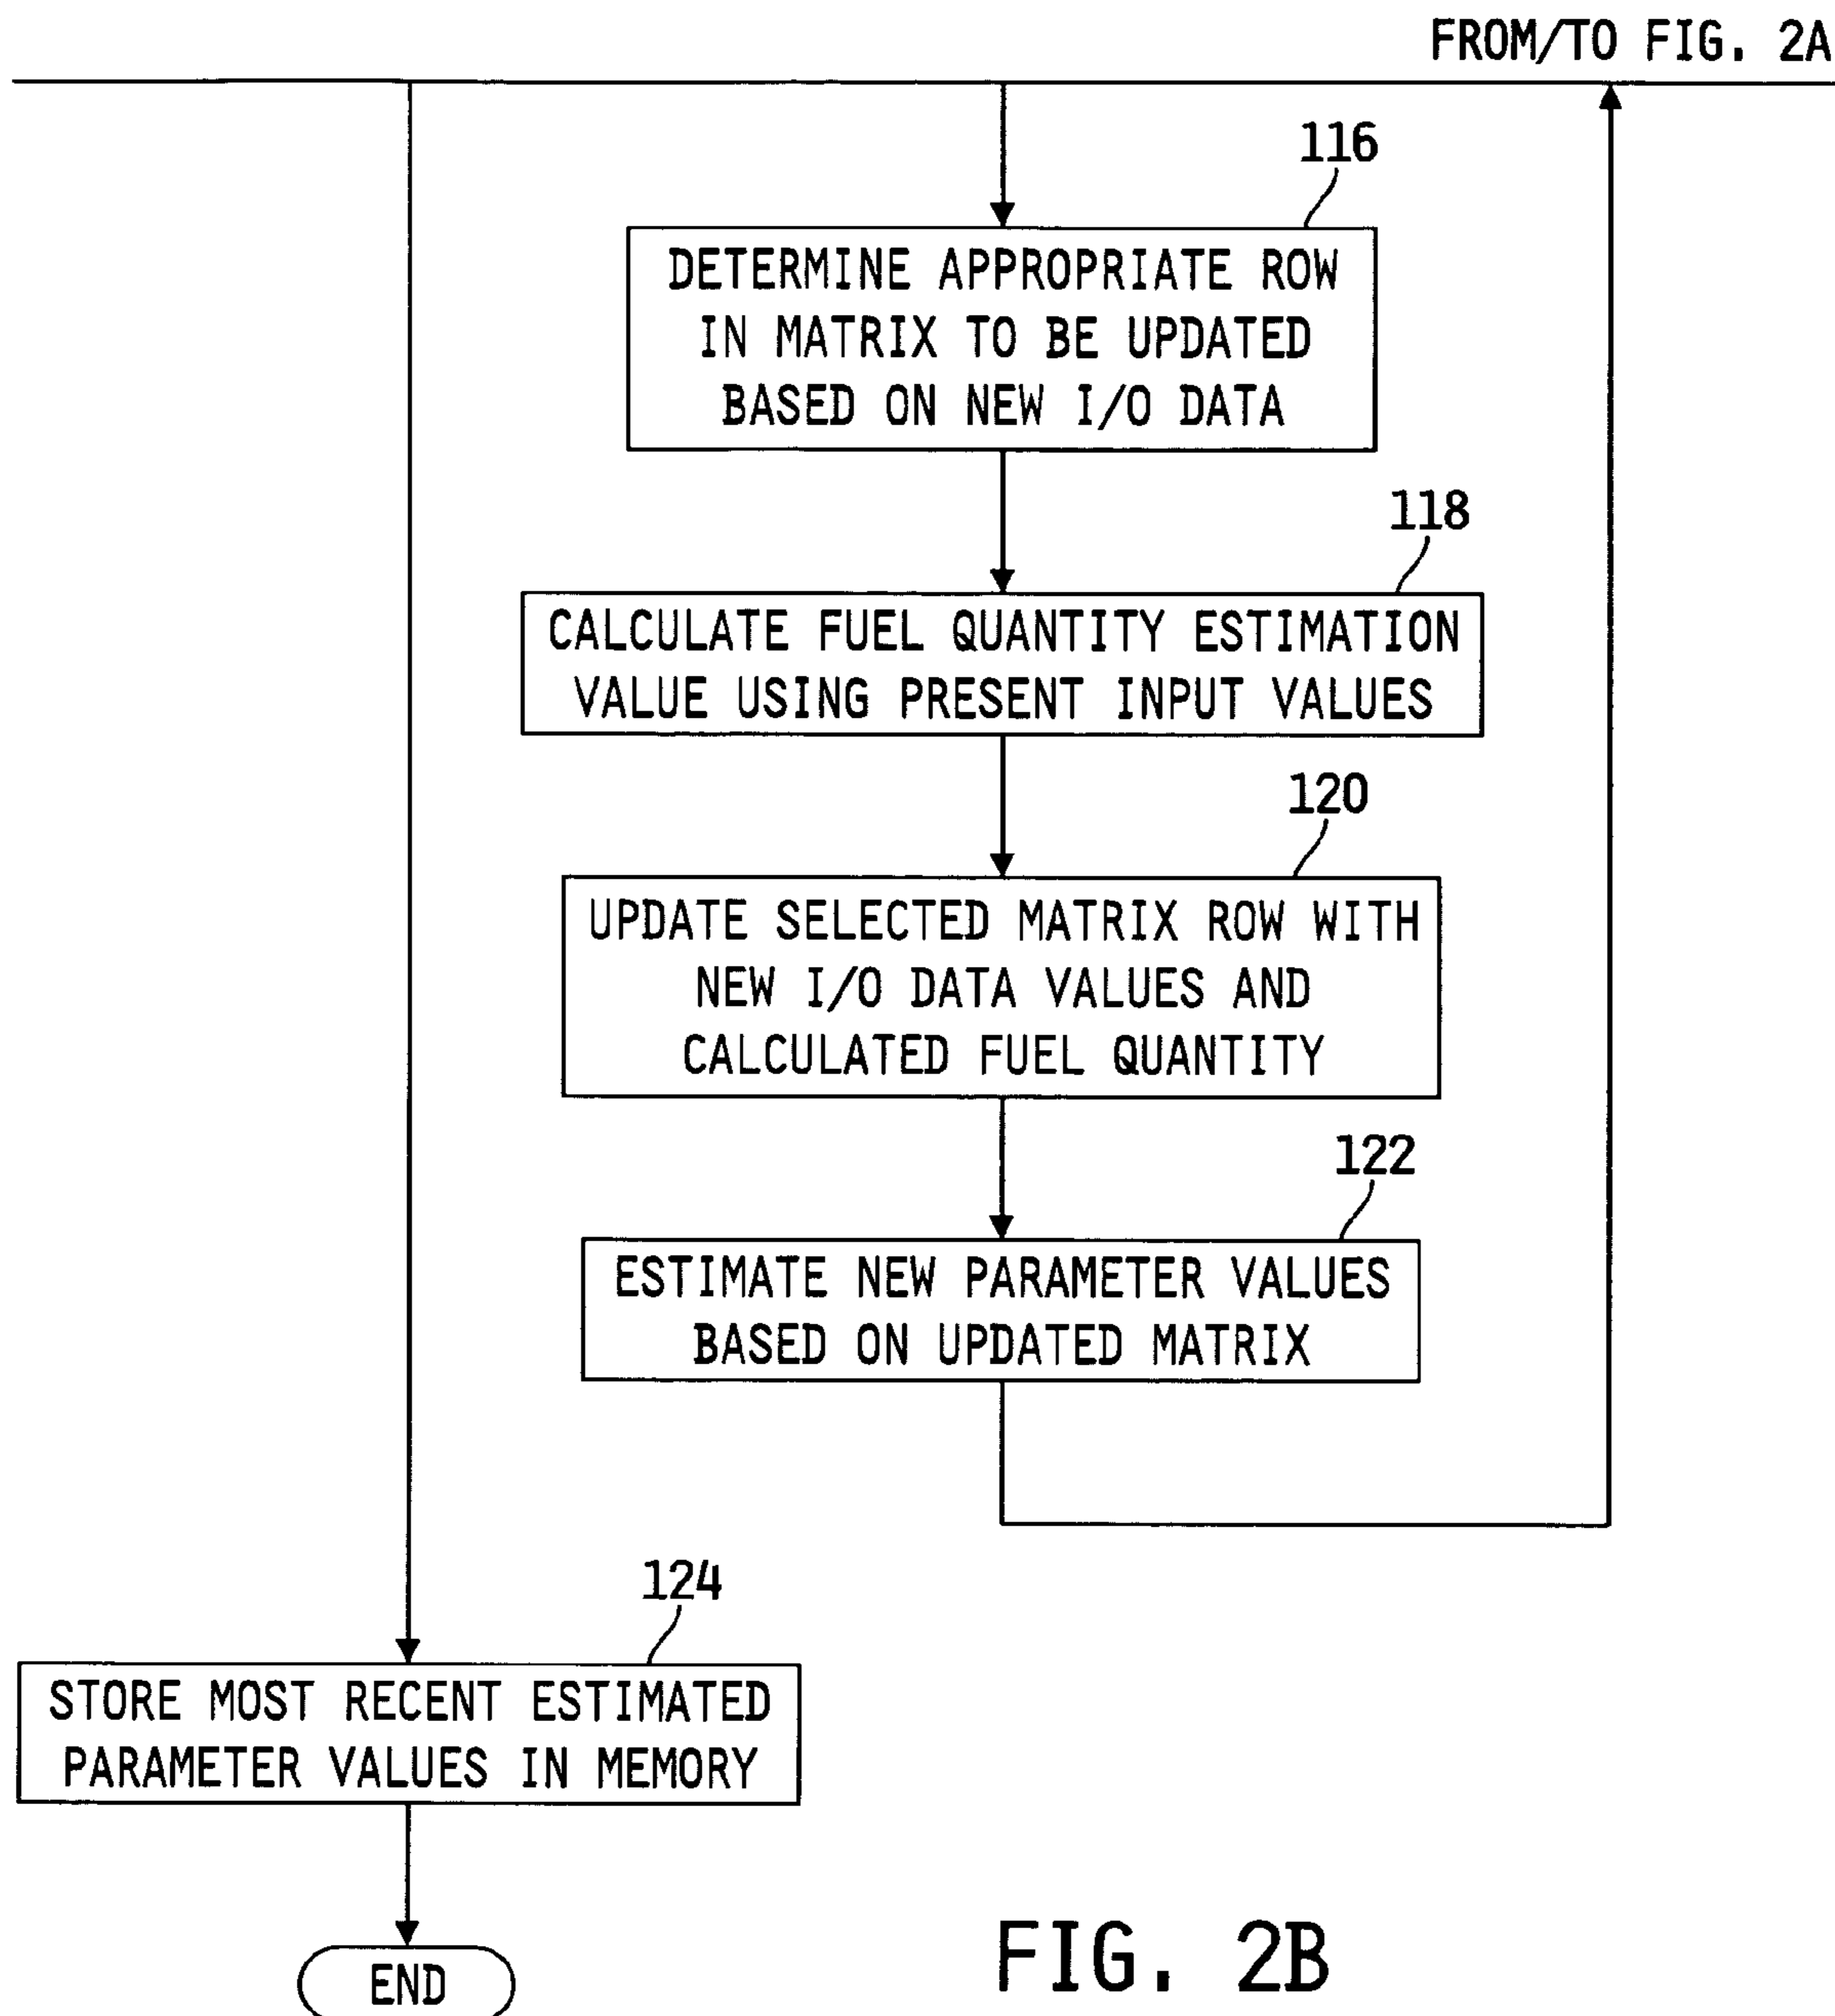 FROM/TO FIG. 2A
116
DETERMINE APPROPRIATE ROW
IN MATRIX TO BE UPDATED
BASED ON NEW I/O DATA
118
CALCULATE FUEL QUANTITY ESTIMATION
VALUE USING PRESENT INPUT VALUES
120
UPDATE SELECTED MATRIX ROW WITH
NEW I/O DATA VALUES AND
CALCULATED FUEL QUANTITY
122
ESTIMATE NEW PARAMETER VALUES
BASED ON UPDATED MATRIX
124
STORE MOST RECENT ESTIMATED
PARAMETER VALUES IN MEMORY
END
FIG. 2B